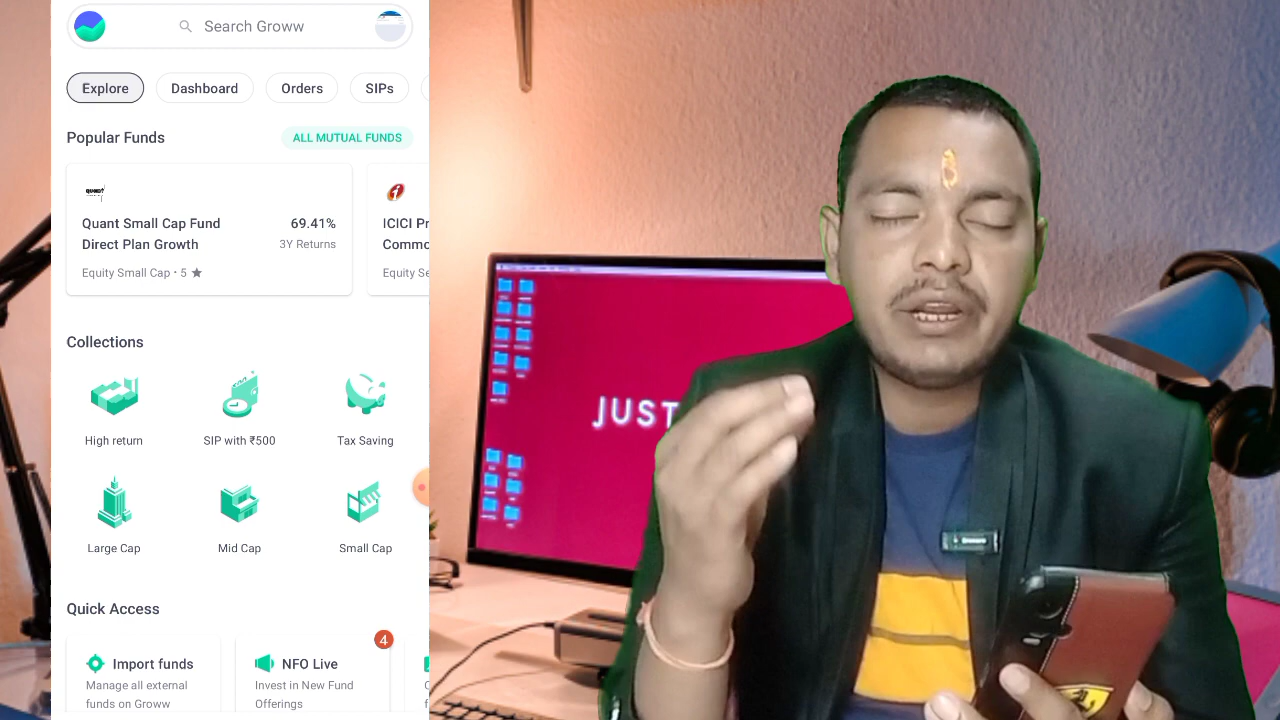 Search Groww
Explore
Dashboard
Orders
SIPs
Popular Funds
ALL MUTUAL FUNDS
Quant Small Cap Fund
Direct Plan Growth
69.41%
3Y Returns
Equity Small Cap • 5 ★
ICICI Pr
Commo
Equity Se
Collections
High return
SIP with ₹500
Tax Saving
Large Cap
Mid Cap
Small Cap
Quick Access
Import funds
Manage all external
funds on Groww
4
NFO Live
Invest in New Fund
Offerings
JUST